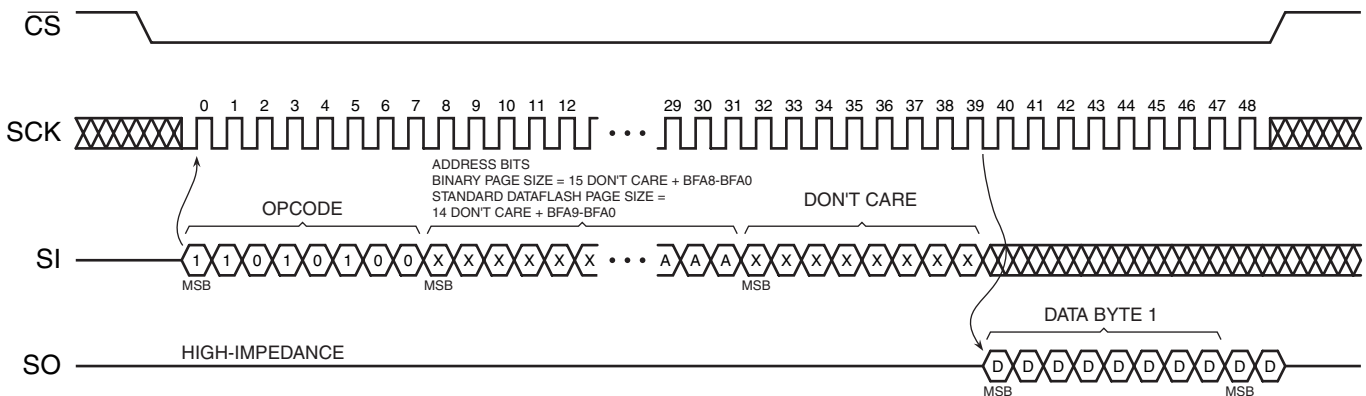 CS
0 1 2 3 4 5 6 7 8 9 10 11 12 29 30 31 32 33 34 35 36 37 38 39 40 41 42 43 44 45 46 47 48
SCK
ADDRESS BITS
BINARY PAGE SIZE = 15 DON'T CARE + BFA8-BFA0
STANDARD DATAFLASH PAGE SIZE =
14 DON'T CARE + BFA9-BFA0
OPCODE
DON'T CARE
SI
1 1 0 1 0 1 0 0 X X X X X X A A A X X X X X X X X
MSB MSB MSB
DATA BYTE 1
HIGH-IMPEDANCE
SO
D D D D D D D D D D
MSB MSB